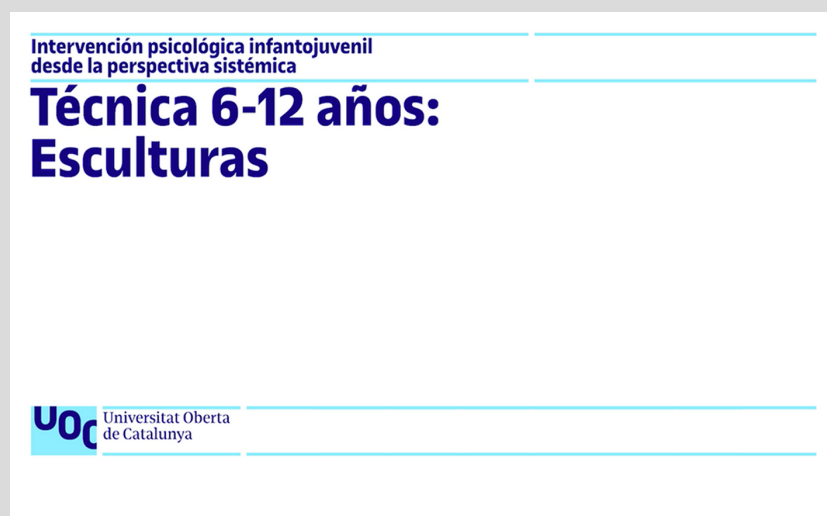 Intervención psicológica infantojuvenil
desde la perspectiva sistémica
Técnica 6-12 años:
Esculturas
UOC
Universitat Oberta
de Catalunya